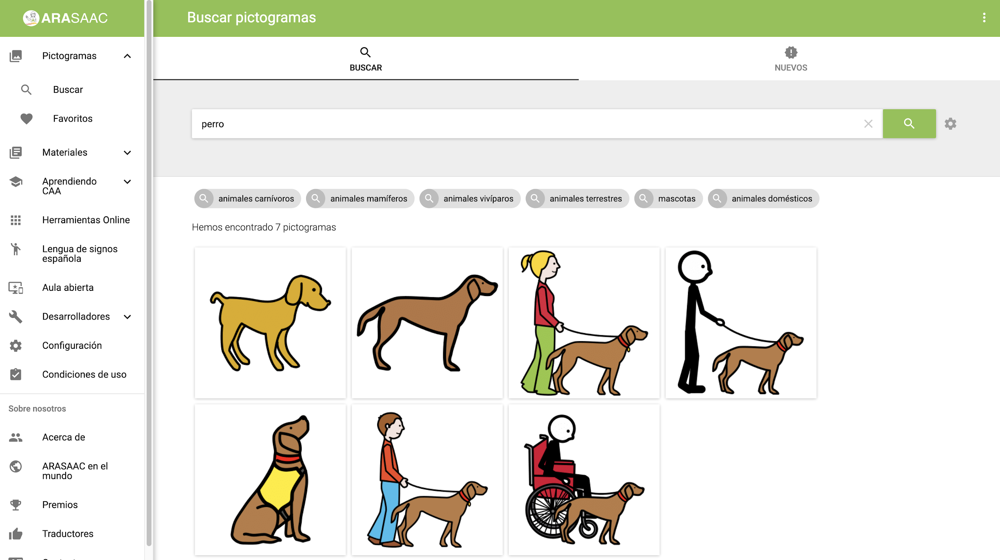 ARASAAC
Buscar pictogramas
Pictogramas
Buscar
Favoritos
Materiales
Aprendiendo
CAA
Herramientas Online
Lengua de signos
española
Aula abierta
Desarrolladores
Configuración
Condiciones de uso
Sobre nosotros
Acerca de
ARASAAC en el
mundo
Premios
Traductores
BUSCAR
NUEVOS
perro
animales carnívoros
animales mamíferos
animales vivíparos
animales terrestres
mascotas
animales domésticos
Hemos encontrado 7 pictogramas